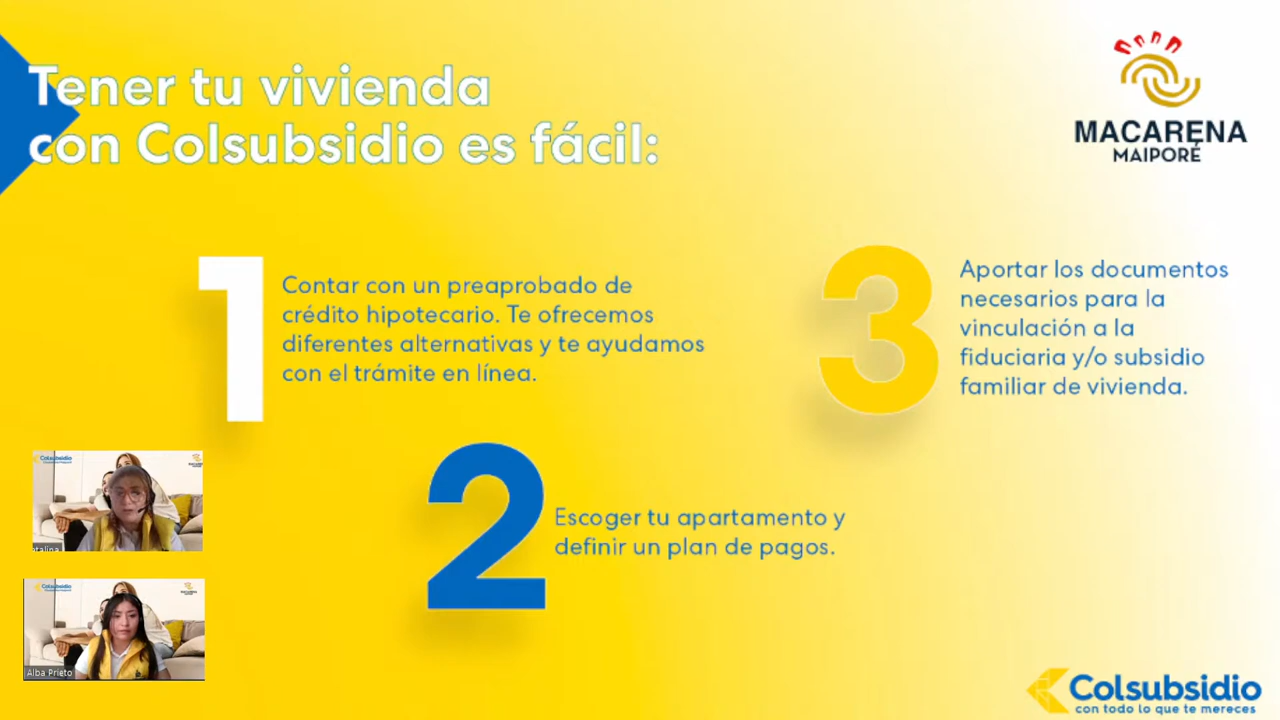 Tener tu vivienda
con Colsubsidio es fácil:
MACARENA
MAIPORÉ
1
Contar con un preaprobado de
crédito hipotecario. Te ofrecemos
diferentes alternativas y te ayudamos
con el trámite en línea.
2
Escoger tu apartamento y
definir un plan de pagos.
3
Aportar los documentos
necesarios para la
vinculación a la
fiduciaria y/o subsidio
familiar de vivienda.
Colsubsidio
Colsubsidio
Alba Prieto
Colsubsidio
con todo lo que te mereces